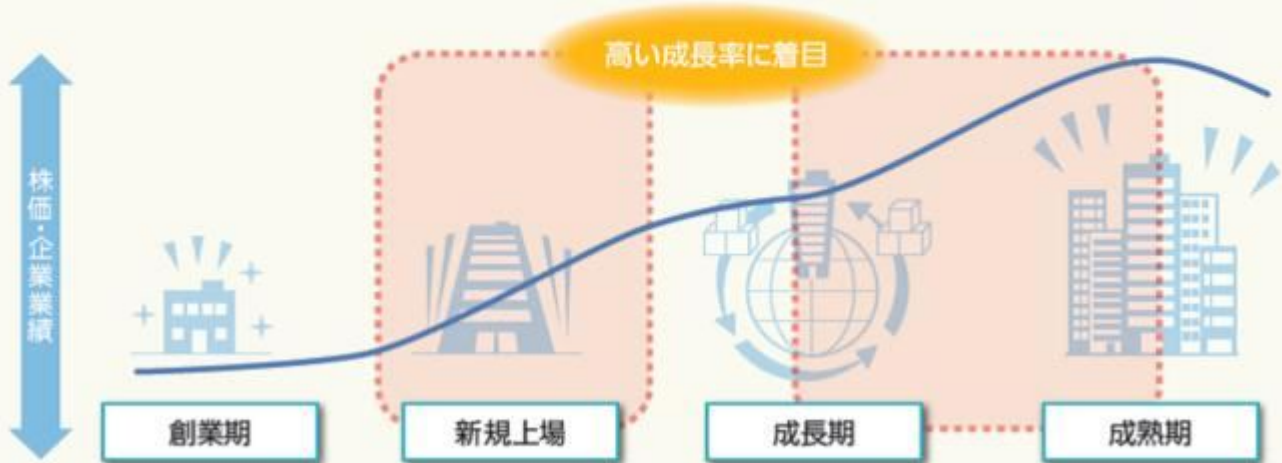 高い成長率に着目
株価・企業業績
創業期
新規上場
成長期
成熟期